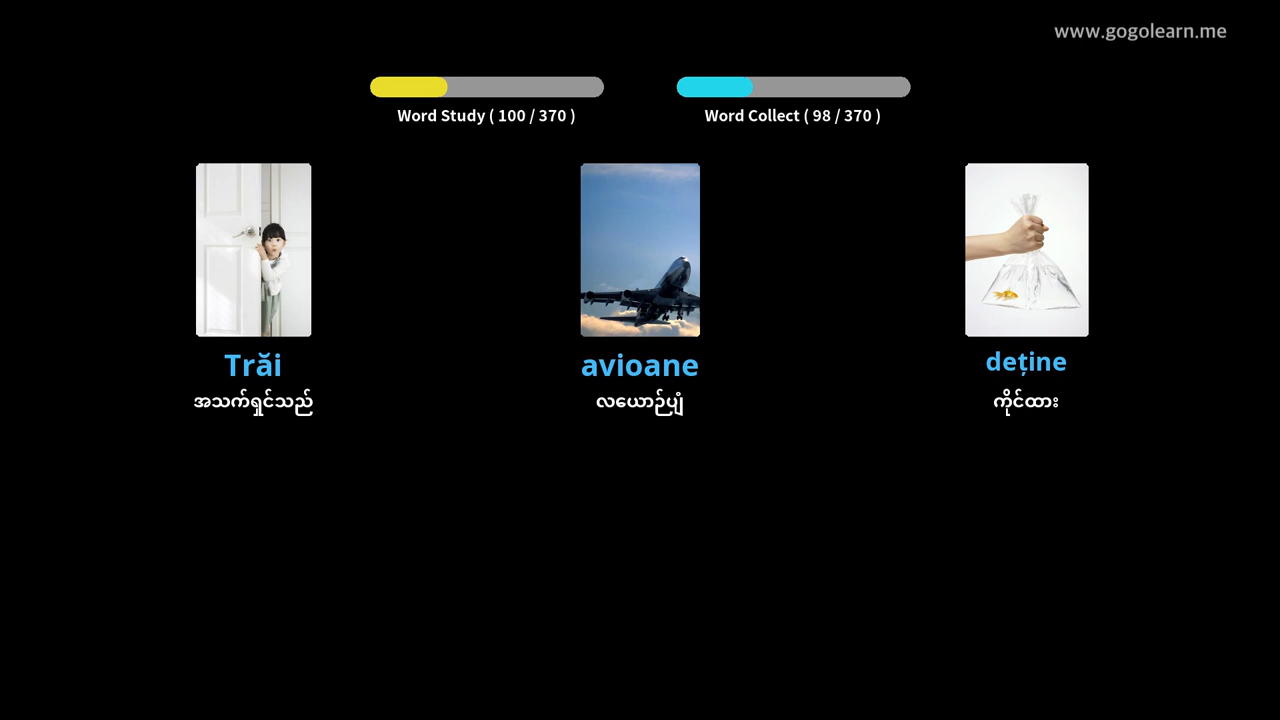 www.gogolearn.me
Word Study ( 100 / 370 )
Word Collect ( 98 / 370 )
Trăi
avioane
deține
အသက်ရှင်သည်
လယောဉ်ပျံ
ကိုင်ထား